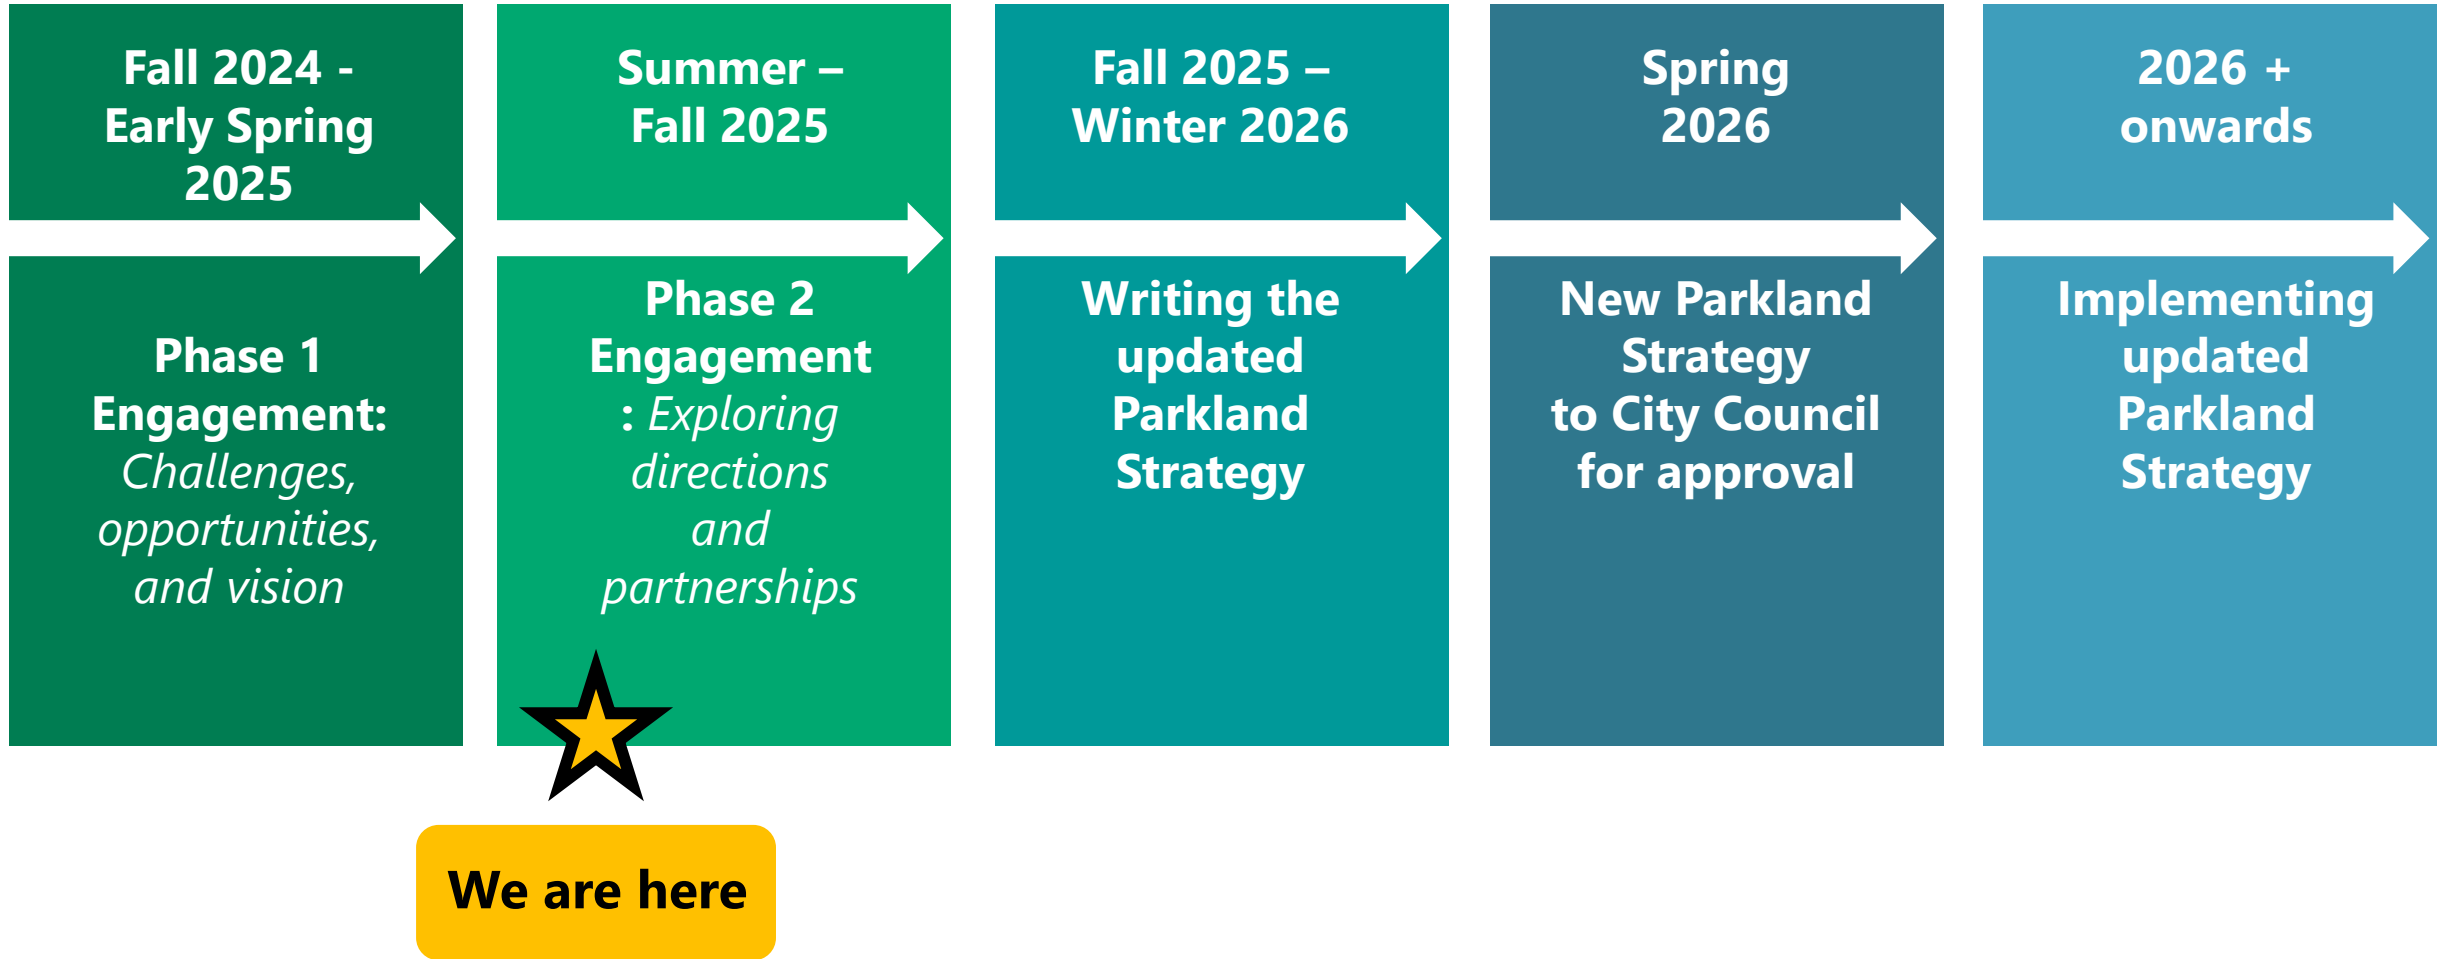 Fall 2024 -
Early Spring
2025
Phase 1
Engagement:
Challenges,
opportunities,
and vision
Summer –
Fall 2025
Phase 2
Engagement
: Exploring
directions
and
partnerships
Fall 2025 –
Winter 2026
Writing the
updated
Parkland
Strategy
Spring
2026
New Parkland
Strategy
to City Council
for approval
2026 +
onwards
Implementing
updated
Parkland
Strategy
We are here